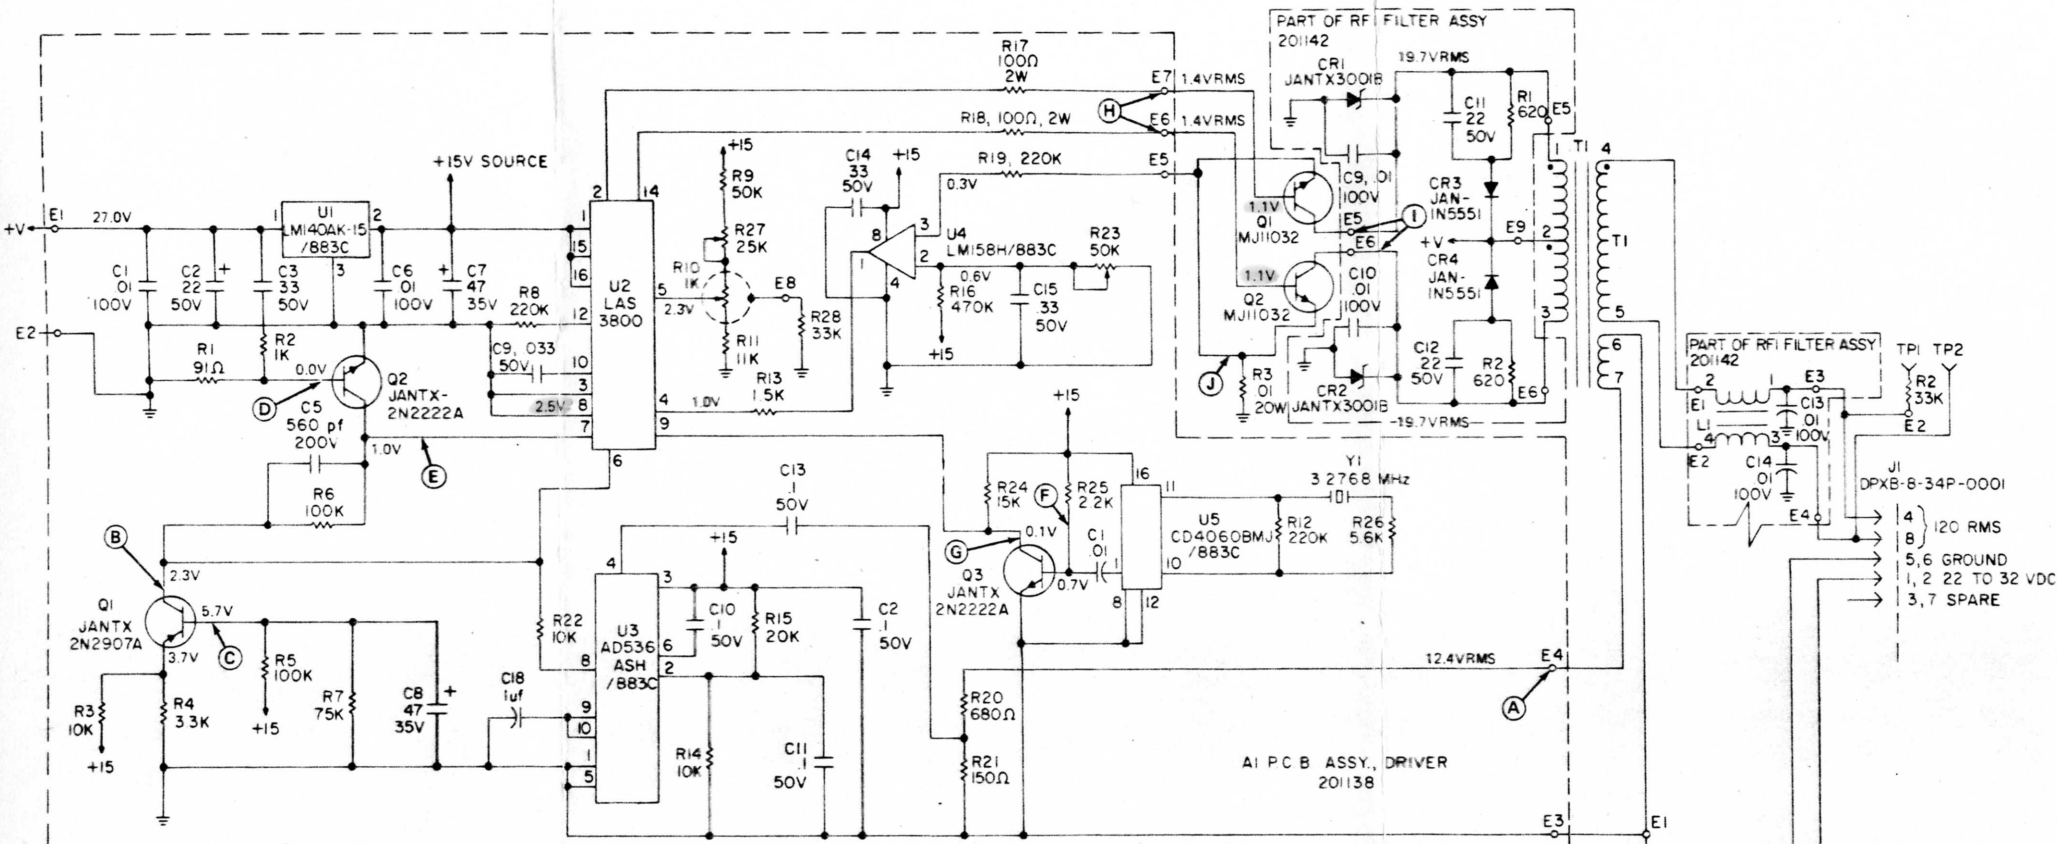 PART OF RFI FILTER ASSY
201142
19.7VRMS
CR1
JANTX3001B
C11
22
50V
R1
620
E5
R17
100Ω
2W
E7
1.4VRMS
H
R18, 100Ω, 2W
E6
1.4VRMS
R19, 220K
E5
0.3V
+15V SOURCE
+15
R9
50K
C14
33
50V
+15
C9, .01
100V
1.1V
Q1
MJ11032
E5
I
E6
CR3
JAN-
1N5551
+V
E9
CR4
JAN-
1N5551
1
T1
4
2
T1
3
5
6
7
+V
E1
27.0V
1
U1
LM140AK-15
/883C
2
3
2
14
1
15
16
U2
LAS
3800
5
2.3V
12
10
3
8
7
4
9
6
R27
25K
R10
1K
E8
R28
33K
R11
11K
8
3
U4
LM158H/883C
2
1
4
0.6V
R16
470K
+15
C15
.33
50V
R23
50K
1.1V
Q2
MJ11032
C10
.01
100V
C1
.01
100V
C2
22
50V
+
C3
.33
50V
C6
.01
100V
+
C7
47
35V
R8
220K
E2
R1
91Ω
R2
1K
0.0V
D
Q2
JANTX-
2N2222A
C9, .033
50V
2.5V
R13
1.5K
1.0V
J
R3
.01
20W
CR2
JANTX3001B
C12
22
50V
R2
620
E6
19.7VRMS
C5
560 pf
200V
1.0V
E
R6
100K
B
2.3V
Q1
JANTX
2N2907A
5.7V
C
3.7V
R3
10K
+15
R4
3.3K
R5
100K
+15
R7
75K
C8
47
35V
+
C18
1uf
R22
10K
C13
.1
50V
+15
4
3
6
2
8
9
10
1
5
U3
AD536
ASH
/883C
C10
.1
50V
R15
20K
C2
.1
50V
R14
10K
C11
.1
50V
+15
R24
15K
F
R25
2.2K
G
0.1V
Q3
JANTX
2N2222A
0.7V
C1
.01
16
11
1
10
8
12
U5
CD4060BMJ
/883C
Y1
3.2768 MHz
R12
220K
R26
5.6K
R20
680Ω
R21
150Ω
12.4VRMS
E4
A
A1 P.C.B. ASSY., DRIVER
201138
E3
E1
PART OF RFI FILTER ASSY
201142
2
1
E3
E1
L1
4
3
E2
C13
.01
100V
C14
.01
100V
E4
TP1 TP2
R2
33K
E2
J1
DPXB-8-34P-0001
4
8
120 RMS
5,6 GROUND
1, 2 22 TO 32 VDC
3, 7 SPARE